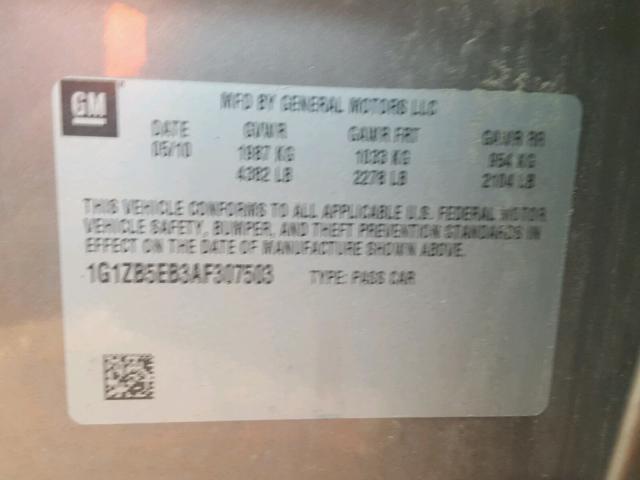 GM
MFD BY GENERAL MOTORS LLC
DATE GVWR GAWR FRT GAWR RR
05/10 1987 KG 1033 KG 954 KG
4382 LB 2278 LB 2104 LB
THIS VEHICLE CONFORMS TO ALL APPLICABLE U.S. FEDERAL MOTOR
VEHICLE SAFETY, BUMPER, AND THEFT PREVENTION STANDARDS IN
EFFECT ON THE DATE OF MANUFACTURE SHOWN ABOVE.
1G1ZB5EB3AF307503 TYPE: PASS CAR